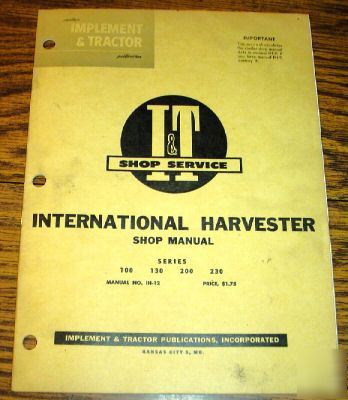 IMPLEMENT
& TRACTOR
IMPORTANT
I&T
SHOP SERVICE
INTERNATIONAL HARVESTER
SHOP MANUAL
SERIES
100 130 200 230
MANUAL NO. IH-12 PRICE, $1.75
IMPLEMENT & TRACTOR PUBLICATIONS, INCORPORATED
KANSAS CITY 5, MO.